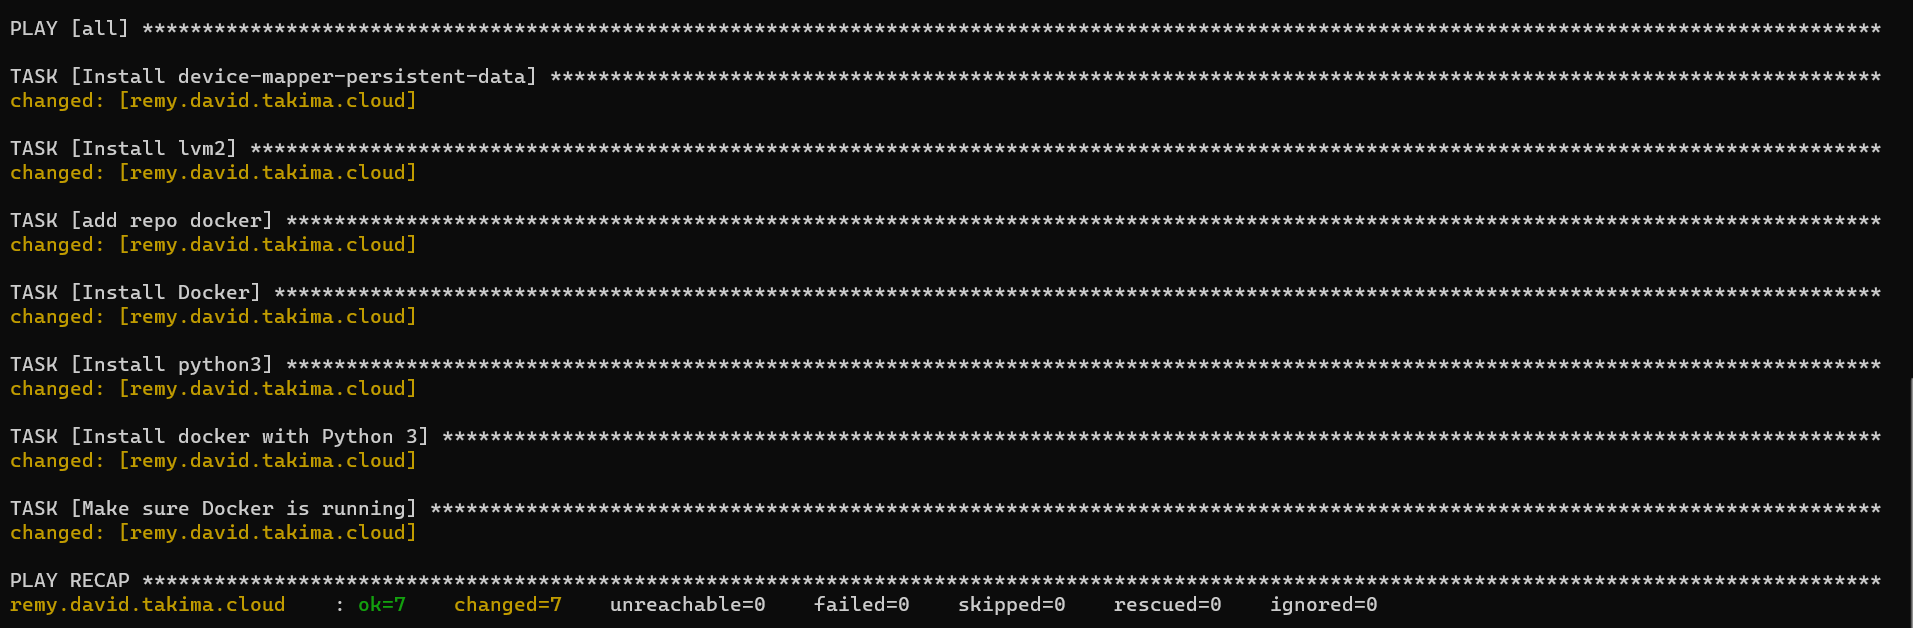 PLAY [all] *************************************************************************************************************************************************
TASK [Install device-mapper-persistent-data] ***************************************************************************************************************
changed: [remy.david.takima.cloud]
TASK [Install lvm2] ****************************************************************************************************************************************
changed: [remy.david.takima.cloud]
TASK [add repo docker] *************************************************************************************************************************************
changed: [remy.david.takima.cloud]
TASK [Install Docker] **************************************************************************************************************************************
changed: [remy.david.takima.cloud]
TASK [Install python3] *************************************************************************************************************************************
changed: [remy.david.takima.cloud]
TASK [Install docker with Python 3] ************************************************************************************************************************
changed: [remy.david.takima.cloud]
TASK [Make sure Docker is running] *************************************************************************************************************************
changed: [remy.david.takima.cloud]
PLAY RECAP *************************************************************************************************************************************************
remy.david.takima.cloud    : ok=7    changed=7    unreachable=0    failed=0    skipped=0    rescued=0    ignored=0